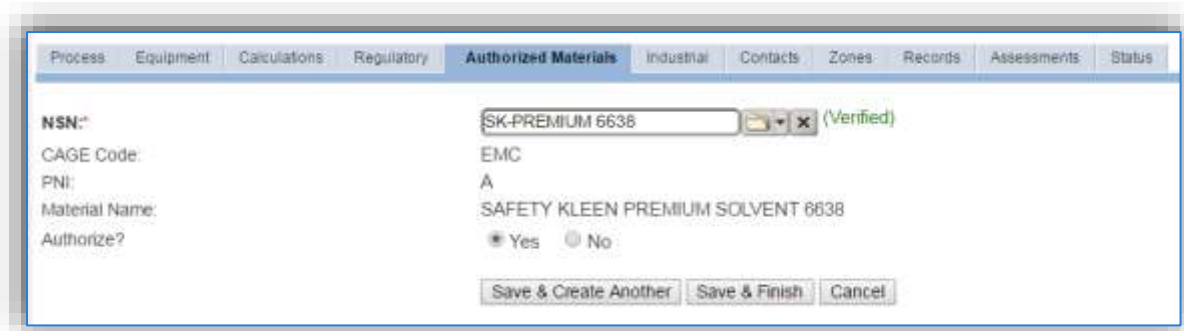 Process Equipment Calculations Regulatory Authorized Materials Industrial Contacts Zones Records Assessments Status
NSN:* SK-PREMIUM 6638 (Verified)
CAGE Code: EMC
PNI: A
Material Name: SAFETY KLEEN PREMIUM SOLVENT 6638
Authorize? Yes No
Save & Create Another Save & Finish Cancel